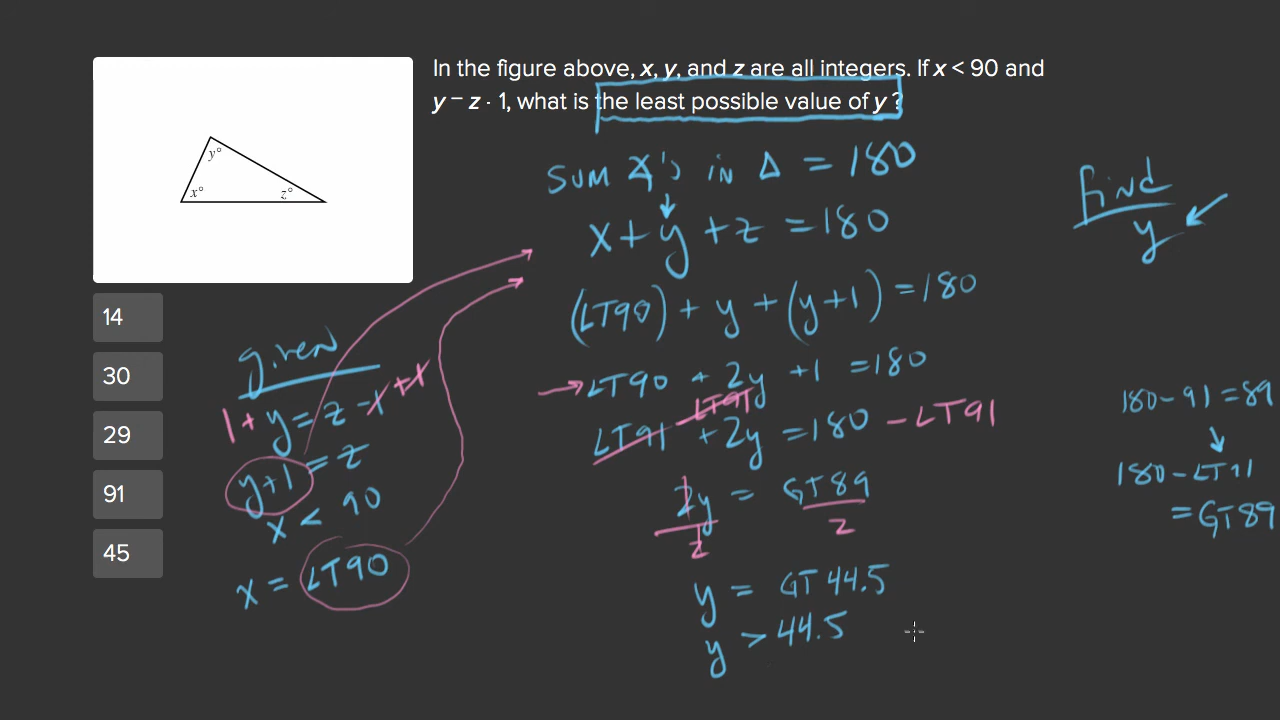 In the figure above, x, y, and z are all integers. If x < 90 and
y − z · 1, what is the least possible value of y ?
y°
x°
z°
14
30
29
91
45
given
1 + y = z - 1 + 1
y+1 = z
x < 90
x = LT90
SUM ∠'s in Δ = 180
x + y + z = 180
(LT90) + y + (y+1) = 180
LT90 + 2y + 1 = 180
- LT91
LT91 + 2y = 180 - LT91
2y = GT89
2 2
y = GT 44.5
y > 44.5
find
y
180 - 91 = 89
180 - LT91
= GT89